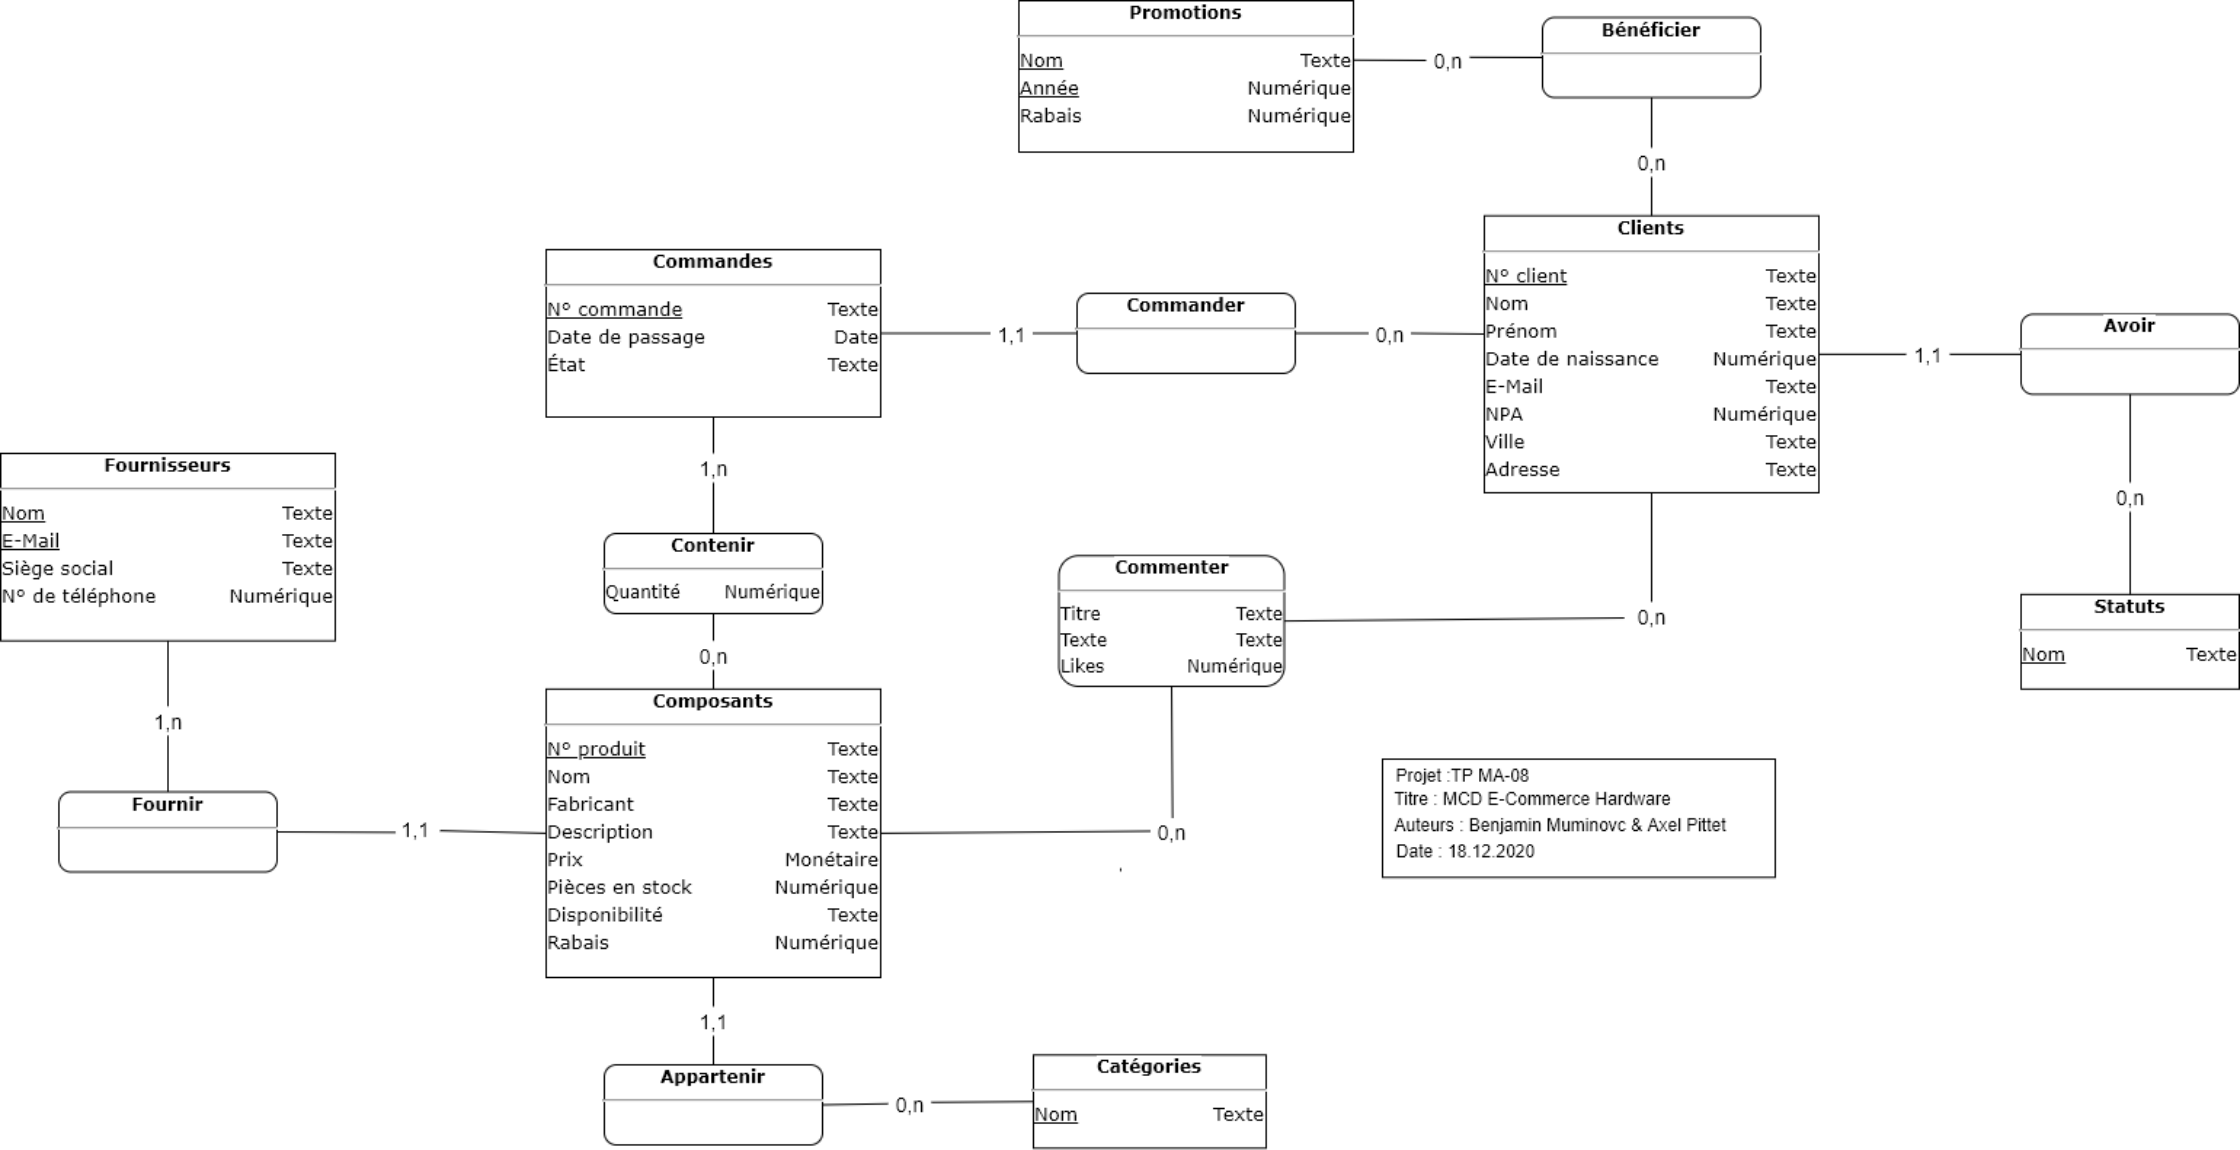 Promotions
Nom Texte
Année Numérique
Rabais Numérique
0,n
Bénéficier
0,n
Clients
N° client Texte
Nom Texte
Prénom Texte
Date de naissance Numérique
E-Mail Texte
NPA Numérique
Ville Texte
Adresse Texte
Commandes
N° commande Texte
Date de passage Date
État Texte
1,1
Commander
0,n
1,1
Avoir
0,n
Statuts
Nom Texte
1,n
Contenir
Quantité Numérique
0,n
Fournisseurs
Nom Texte
E-Mail Texte
Siège social Texte
N° de téléphone Numérique
1,n
Fournir
1,1
Commenter
Titre Texte
Texte Texte
Likes Numérique
0,n
0,n
Composants
N° produit Texte
Nom Texte
Fabricant Texte
Description Texte
Prix Monétaire
Pièces en stock Numérique
Disponibilité Texte
Rabais Numérique
Projet :TP MA-08
Titre : MCD E-Commerce Hardware
Auteurs : Benjamin Muminovc & Axel Pittet
Date : 18.12.2020
1,1
Appartenir
0,n
Catégories
Nom Texte